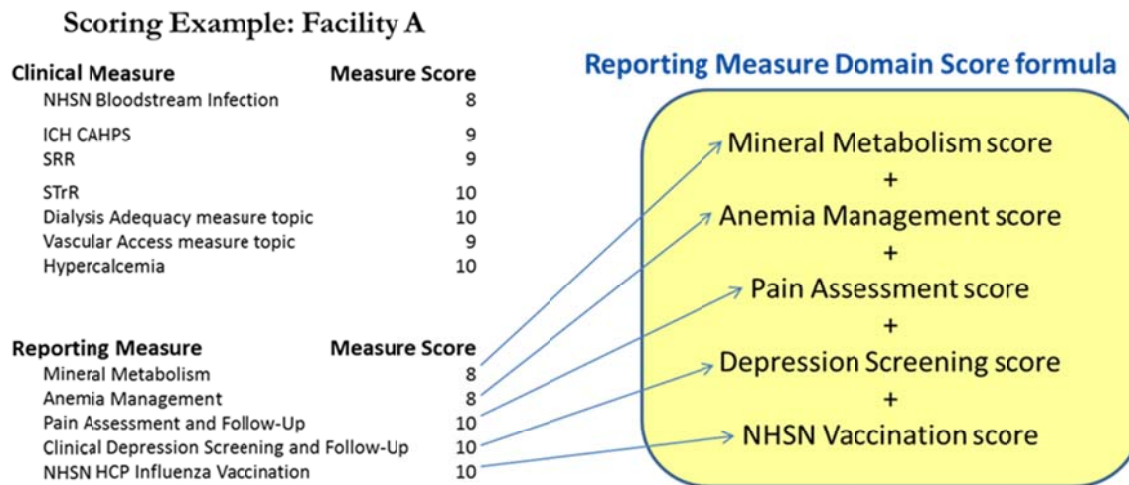 Scoring Example: Facility A
Clinical Measure Measure Score
NHSN Bloodstream Infection 8
ICH CAHPS 9
SRR 9
STrR 10
Dialysis Adequacy measure topic 10
Vascular Access measure topic 9
Hypercalcemia 10
Reporting Measure Measure Score
Mineral Metabolism 8
Anemia Management 8
Pain Assessment and Follow-Up 10
Clinical Depression Screening and Follow-Up 10
NHSN HCP Influenza Vaccination 10
Reporting Measure Domain Score formula
Mineral Metabolism score
+
Anemia Management score
+
Pain Assessment score
+
Depression Screening score
+
NHSN Vaccination score